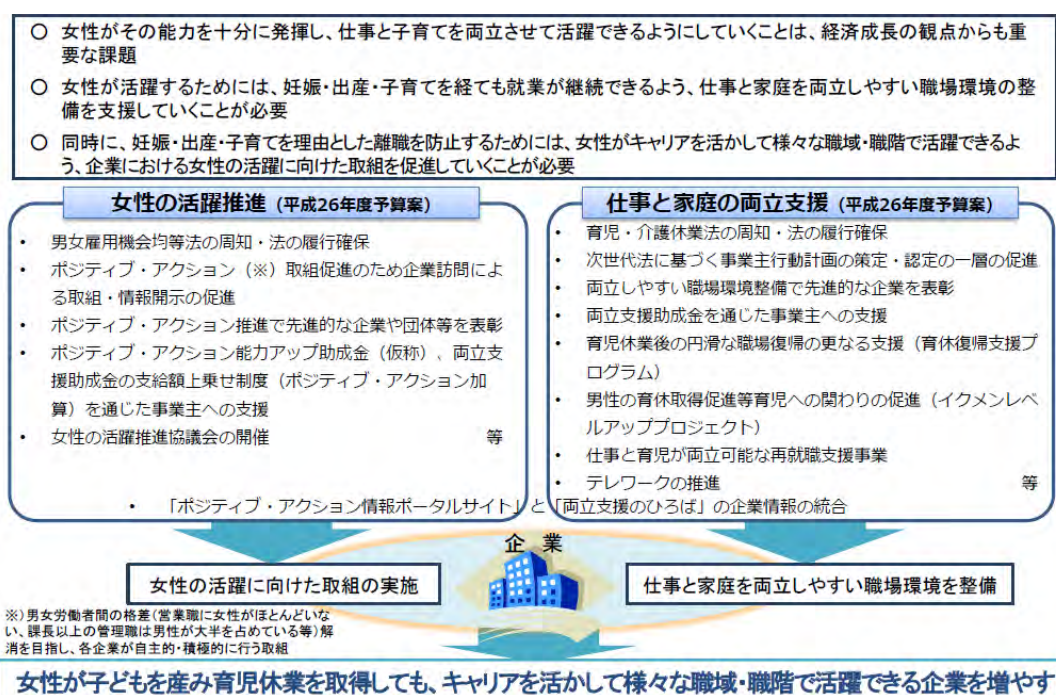 ○ 女性がその能力を十分に発揮し、仕事と子育てを両立させて活躍できるようにしていくことは、経済成長の観点からも重
要な課題
○ 女性が活躍するためには、妊娠・出産・子育てを経ても就業が継続できるよう、仕事と家庭を両立しやすい職場環境の整
備を支援していくことが必要
○ 同時に、妊娠・出産・子育てを理由とした離職を防止するためには、女性がキャリアを活かして様々な職域・職階で活躍できるよ
う、企業における女性の活躍に向けた取組を促進していくことが必要
女性の活躍推進（平成26年度予算案）
・ 男女雇用機会均等法の周知・法の履行確保
・ ポジティブ・アクション（※）取組促進のため企業訪問によ
る取組・情報開示の促進
・ ポジティブ・アクション推進で先進的な企業や団体等を表彰
・ ポジティブ・アクション能力アップ助成金（仮称）、両立支
援助成金の支給額上乗せ制度（ポジティブ・アクション加
算）を通じた事業主への支援
・ 女性の活躍推進協議会の開催 等
仕事と家庭の両立支援（平成26年度予算案）
・ 育児・介護休業法の周知・法の履行確保
・ 次世代法に基づく事業主行動計画の策定・認定の一層の促進
・ 両立しやすい職場環境整備で先進的な企業を表彰
・ 両立支援助成金を通じた事業主への支援
・ 育児休業後の円滑な職場復帰の更なる支援（育休復帰支援プ
ログラム）
・ 男性の育休取得促進等育児への関わりの促進（イクメンレベ
ルアッププロジェクト）
・ 仕事と育児が両立可能な再就職支援事業
・ テレワークの推進 等
・ 「ポジティブ・アクション情報ポータルサイト」と「両立支援のひろば」の企業情報の統合
企 業
女性の活躍に向けた取組の実施
仕事と家庭を両立しやすい職場環境を整備
※）男女労働者間の格差（営業職に女性がほとんどいな
い、課長以上の管理職は男性が大半を占めている等）解
消を目指し、各企業が自主的・積極的に行う取組
女性が子どもを産み育児休業を取得しても、キャリアを活かして様々な職域・職階で活躍できる企業を増やす